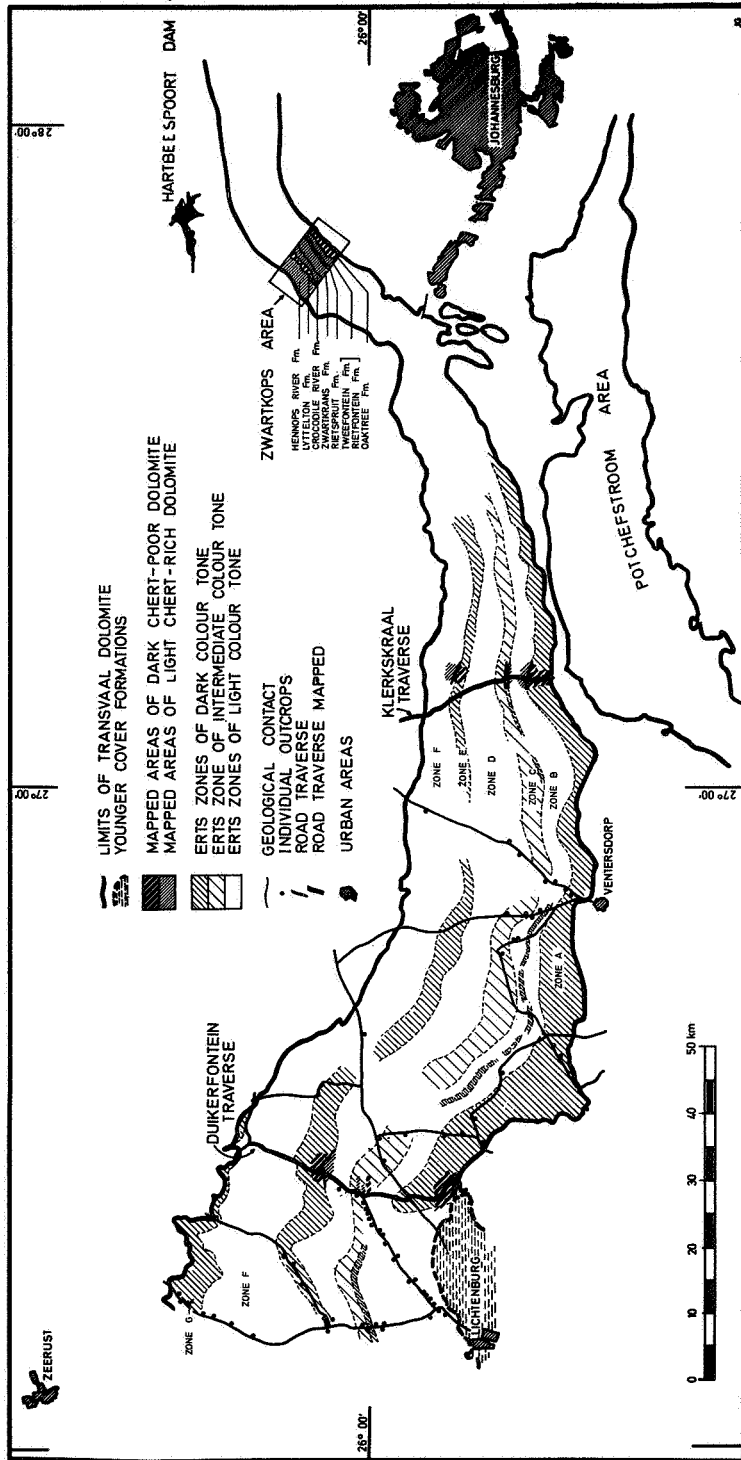 ZEERUST
HARTBEESPOORT DAM
28°00'
26°00'
JOHANNESBURG
ZWARTKOPS AREA
HENNOPS RIVER Fm.
LYTTELTON Fm.
CROCODILE RIVER Fm.
ZWARTKRANS Fm.
RIETSPRUIT Fm.
TWEEFONTEIN Fm.
RIETFONTEIN Fm.
OAKTREE Fm.
LIMITS OF TRANSVAAL DOLOMITE
YOUNGER COVER FORMATIONS
MAPPED AREAS OF DARK CHERT-POOR DOLOMITE
MAPPED AREAS OF LIGHT CHERT-RICH DOLOMITE
ERTS ZONES OF DARK COLOUR TONE
ERTS ZONE OF INTERMEDIATE COLOUR TONE
ERTS ZONES OF LIGHT COLOUR TONE
GEOLOGICAL CONTACT
INDIVIDUAL OUTCROPS
ROAD TRAVERSE
ROAD TRAVERSE MAPPED
URBAN AREAS
DUIKERFONTEIN
TRAVERSE
KLERKSKRAAL
TRAVERSE
ZONE G
ZONE F
ZONE F
ZONE E
ZONE D
ZONE C
ZONE B
ZONE A
POTCHEFSTROOM AREA
VENTERSDORP
LICHTENBURG
26°00'
27°00'
27°00'
0 10 20 30 40 50 km